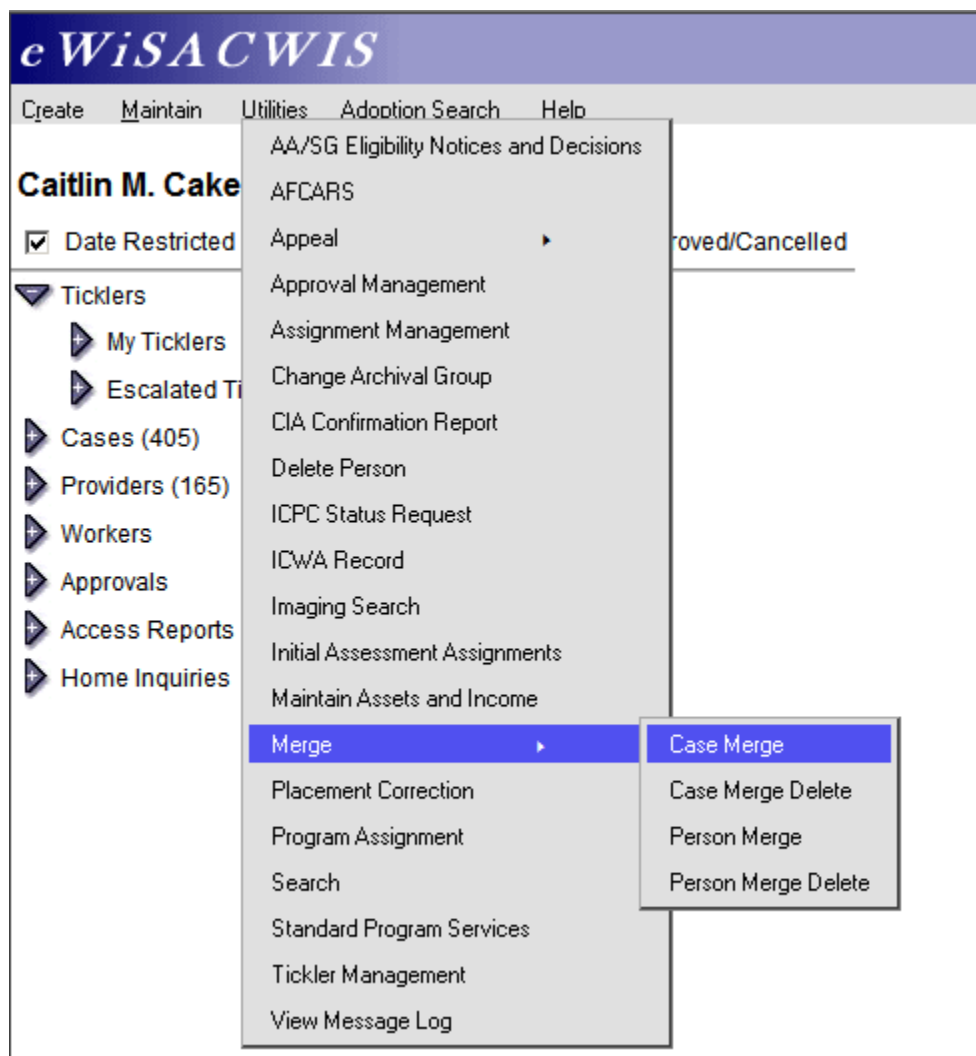 eWiSACWIS
Create Maintain Utilities Adoption Search Help
Caitlin M. Cake
Date Restricted
roved/Cancelled
Ticklers
My Ticklers
Escalated Ti
Cases (405)
Providers (165)
Workers
Approvals
Access Reports
Home Inquiries
AA/SG Eligibility Notices and Decisions
AFCARS
Appeal
Approval Management
Assignment Management
Change Archival Group
CIA Confirmation Report
Delete Person
ICPC Status Request
ICWA Record
Imaging Search
Initial Assessment Assignments
Maintain Assets and Income
Merge
Placement Correction
Program Assignment
Search
Standard Program Services
Tickler Management
View Message Log
Case Merge
Case Merge Delete
Person Merge
Person Merge Delete